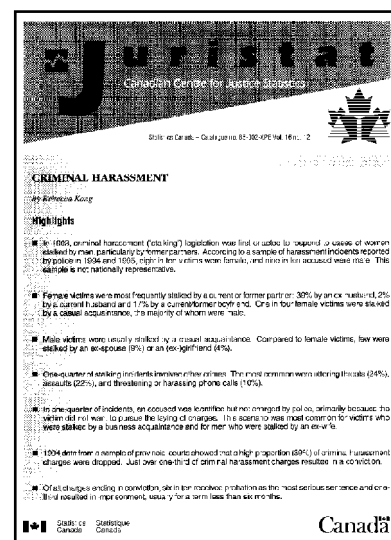 Juristat
Canadian Centre for Justice Statistics
Statistics Canada – Catalogue no. 85-002-XPE Vol. 16 no. 12
CRIMINAL HARASSMENT
by Rebecca Kong
Highlights
■ In 1993, criminal harassment ("stalking") legislation was first enacted to respond to cases of women
stalked by men, particularly by former partners. According to a sample of harassment incidents reported
by police in 1994 and 1995, eight in ten victims were female, and nine in ten accused were male. This
sample is not nationally representative.
■ Female victims were most frequently stalked by a current or former partner: 39% by an ex husband, 2%
by a current husband and 17% by a current/former boyfriend. One in four female victims were stalked
by a casual acquaintance, the majority of whom were male.
■ Male victims were usually stalked by a casual acquaintance. Compared to female victims, few were
stalked by an ex-spouse (9%) or an (ex-)girlfriend (4%).
■ One-quarter of stalking incidents involved other crimes. The most common were uttering threats (24%),
assaults (22%), and threatening or harassing phone calls (10%).
■ In one-quarter of incidents, an accused was identified but not charged by police, primarily because the
victim did not want to pursue the laying of charges. This scenario was most common for victims who
were stalked by a business acquaintance and for men who were stalked by an ex-wife.
■ 1994 data from a sample of provincial courts showed that a high proportion (39%) of criminal harassment
charges were dropped. Just over one-third of criminal harassment charges resulted in a conviction.
■ Of all charges ending in conviction, six in ten received probation as the most serious sentence and one-
third resulted in imprisonment, usually for a term less than six months.
Statistics Statistique
Canada Canada
Canada